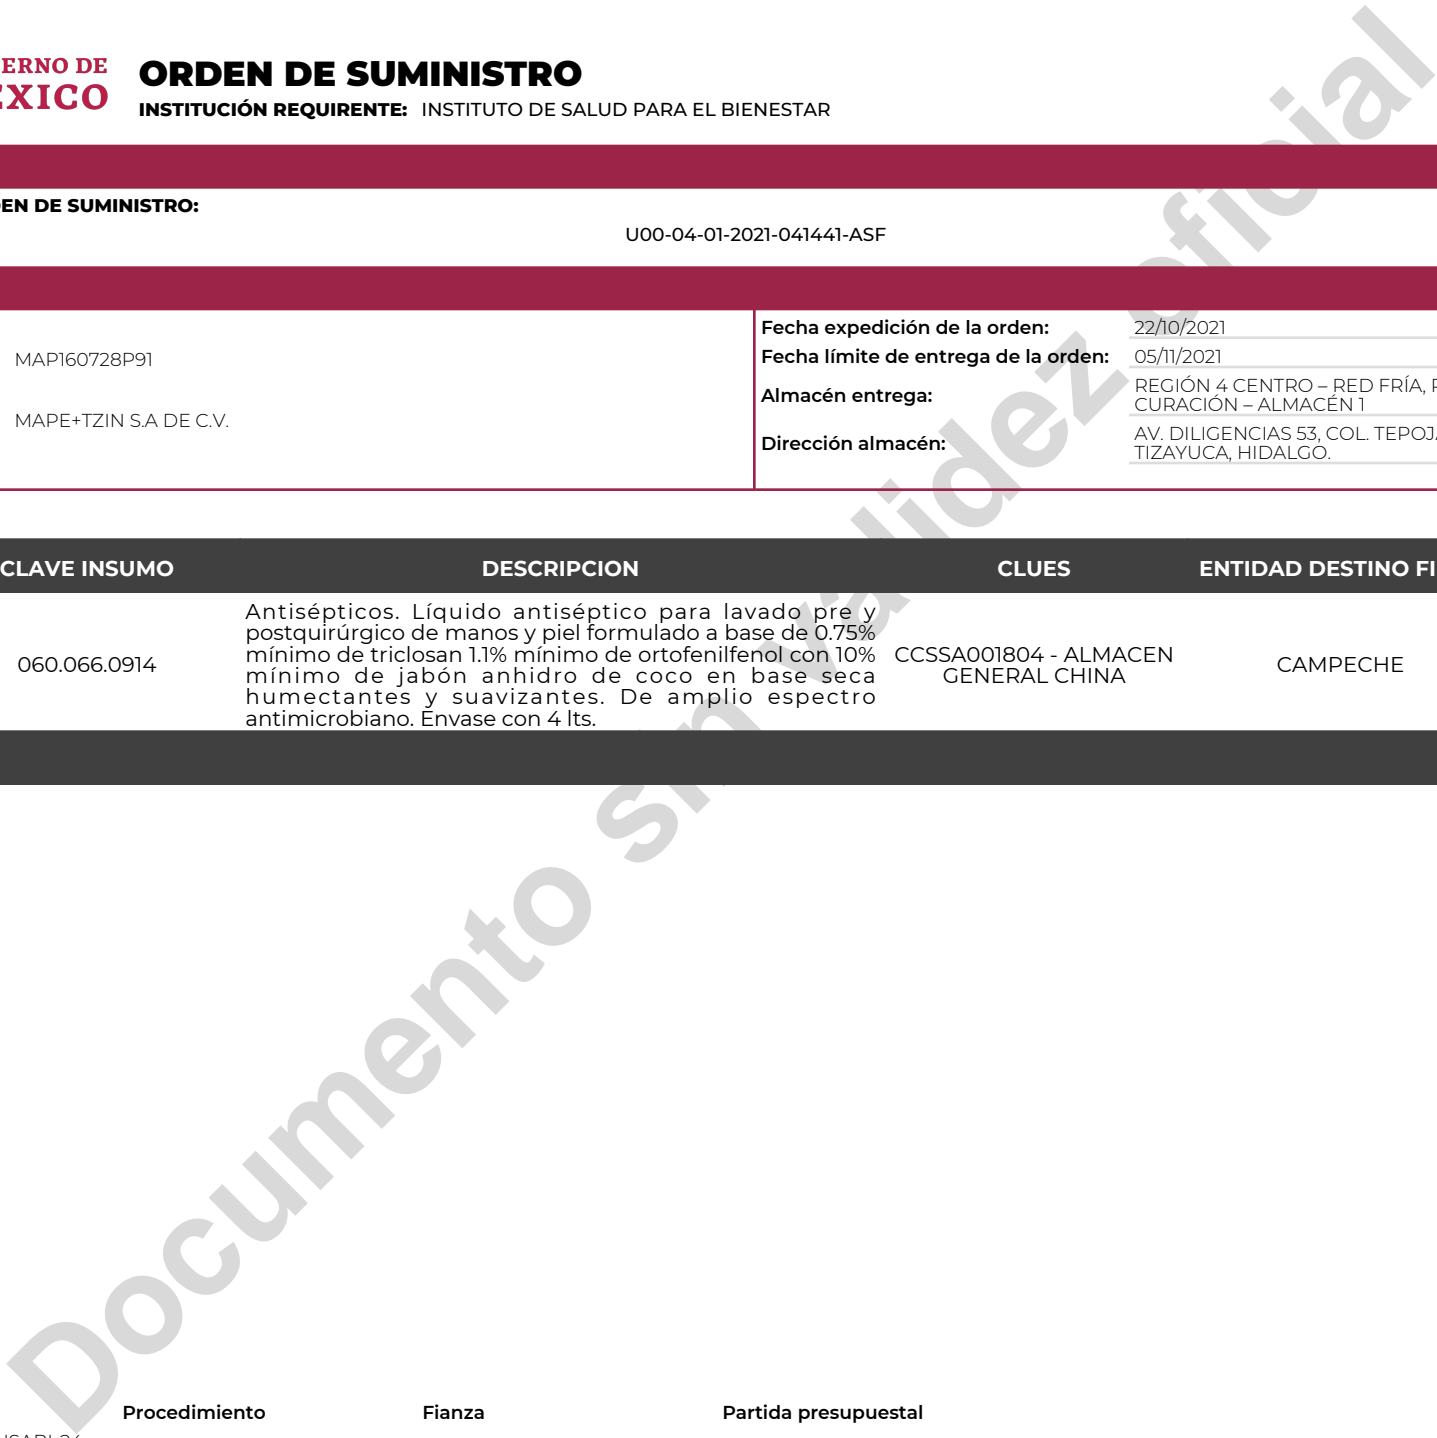 ERNO DE
ORDEN DE SUMINISTRO
EXICO
INSTITUCIÓN REQUIRENTE: INSTITUTO DE SALUD PARA EL BIENESTAR
EN DE SUMINISTRO:
U00-04-01-2021-041441-ASF
MAP160728P91
MAPE+TZIN S.A DE C.V.
Fecha expedición de la orden: 22/10/2021
Fecha límite de entrega de la orden: 05/11/2021
Almacén entrega: REGIÓN 4 CENTRO – RED FRÍA,
CURACIÓN – ALMACÉN 1
Dirección almacén: AV. DILIGENCIAS 53, COL. TEPOJ
TIZAYUCA, HIDALGO.
CLAVE INSUMO DESCRIPCION CLUES ENTIDAD DESTINO FI
060.066.0914
Antisépticos. Líquido antiséptico para lavado pre y
postquirúrgico de manos y piel formulado a base de 0.75%
mínimo de triclosan 1.1% mínimo de ortofenilfenol con 10%
mínimo de jabón anhidro de coco en base seca
humectantes y suavizantes. De amplio espectro
antimicrobiano. Envase con 4 lts.
CCSSA001804 - ALMACEN
GENERAL CHINA
CAMPECHE
Documento sin validez oficial
Procedimiento Fianza Partida presupuestal